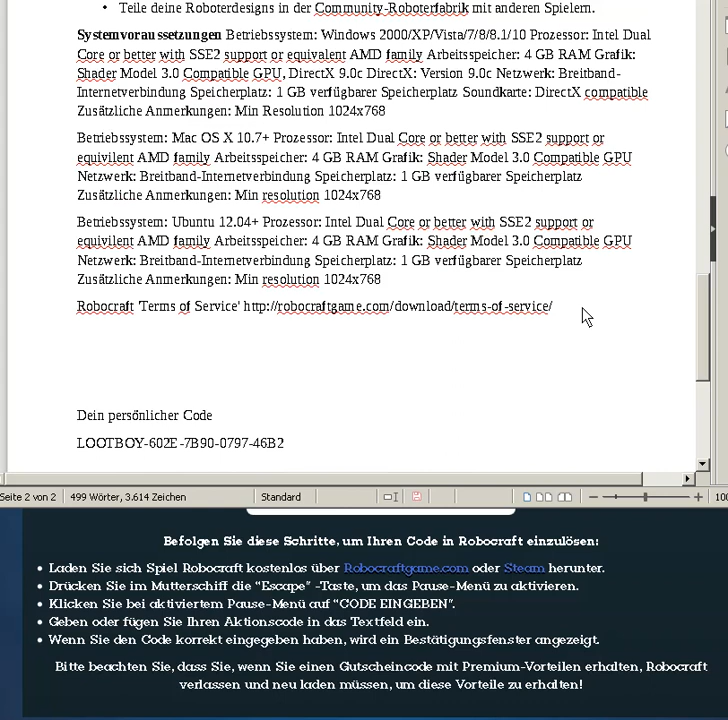 • Teile deine Roboterdesigns in der Community-Roboterfabrik mit anderen Spielern.
Systemvoraussetzungen Betriebssystem: Windows 2000/XP/Vista/7/8/8.1/10 Prozessor: Intel Dual
Core or better with SSE2 support or equivalent AMD family Arbeitsspeicher: 4 GB RAM Grafik:
Shader Model 3.0 Compatible GPU, DirectX 9.0c DirectX: Version 9.0c Netzwerk: Breitband-
Internetverbindung Speicherplatz: 1 GB verfügbarer Speicherplatz Soundkarte: DirectX compatible
Zusätzliche Anmerkungen: Min Resolution 1024x768
Betriebssystem: Mac OS X 10.7+ Prozessor: Intel Dual Core or better with SSE2 support or
equivilent AMD family Arbeitsspeicher: 4 GB RAM Grafik: Shader Model 3.0 Compatible GPU
Netzwerk: Breitband-Internetverbindung Speicherplatz: 1 GB verfügbarer Speicherplatz
Zusätzliche Anmerkungen: Min resolution 1024x768
Betriebssystem: Ubuntu 12.04+ Prozessor: Intel Dual Core or better with SSE2 support or
equivilent AMD family Arbeitsspeicher: 4 GB RAM Grafik: Shader Model 3.0 Compatible GPU
Netzwerk: Breitband-Internetverbindung Speicherplatz: 1 GB verfügbarer Speicherplatz
Zusätzliche Anmerkungen: Min resolution 1024x768
Robocraft 'Terms of Service' http://robocraftgame.com/download/terms-of-service/
Dein persönlicher Code
LOOTBOY-602E-7B90-0797-46B2
Seite 2 von 2 499 Wörter, 3.614 Zeichen Standard 100
Befolgen Sie diese Schritte, um Ihren Code in Robocraft einzulösen:
• Laden Sie sich Spiel Robocraft kostenlos über Robocraftgame.com oder Steam herunter.
• Drücken Sie im Mutterschiff die “Escape” -Taste, um das Pause-Menü zu aktivieren.
• Klicken Sie bei aktiviertem Pause-Menü auf “CODE EINGEBEN”.
• Geben oder fügen Sie Ihren Aktionscode in das Textfeld ein.
• Wenn Sie den Code korrekt eingegeben haben, wird ein Bestätigungsfenster angezeigt.
Bitte beachten Sie, dass Sie, wenn Sie einen Gutscheincode mit Premium-Vorteilen erhalten, Robocraft
verlassen und neu laden müssen, um diese Vorteile zu erhalten!